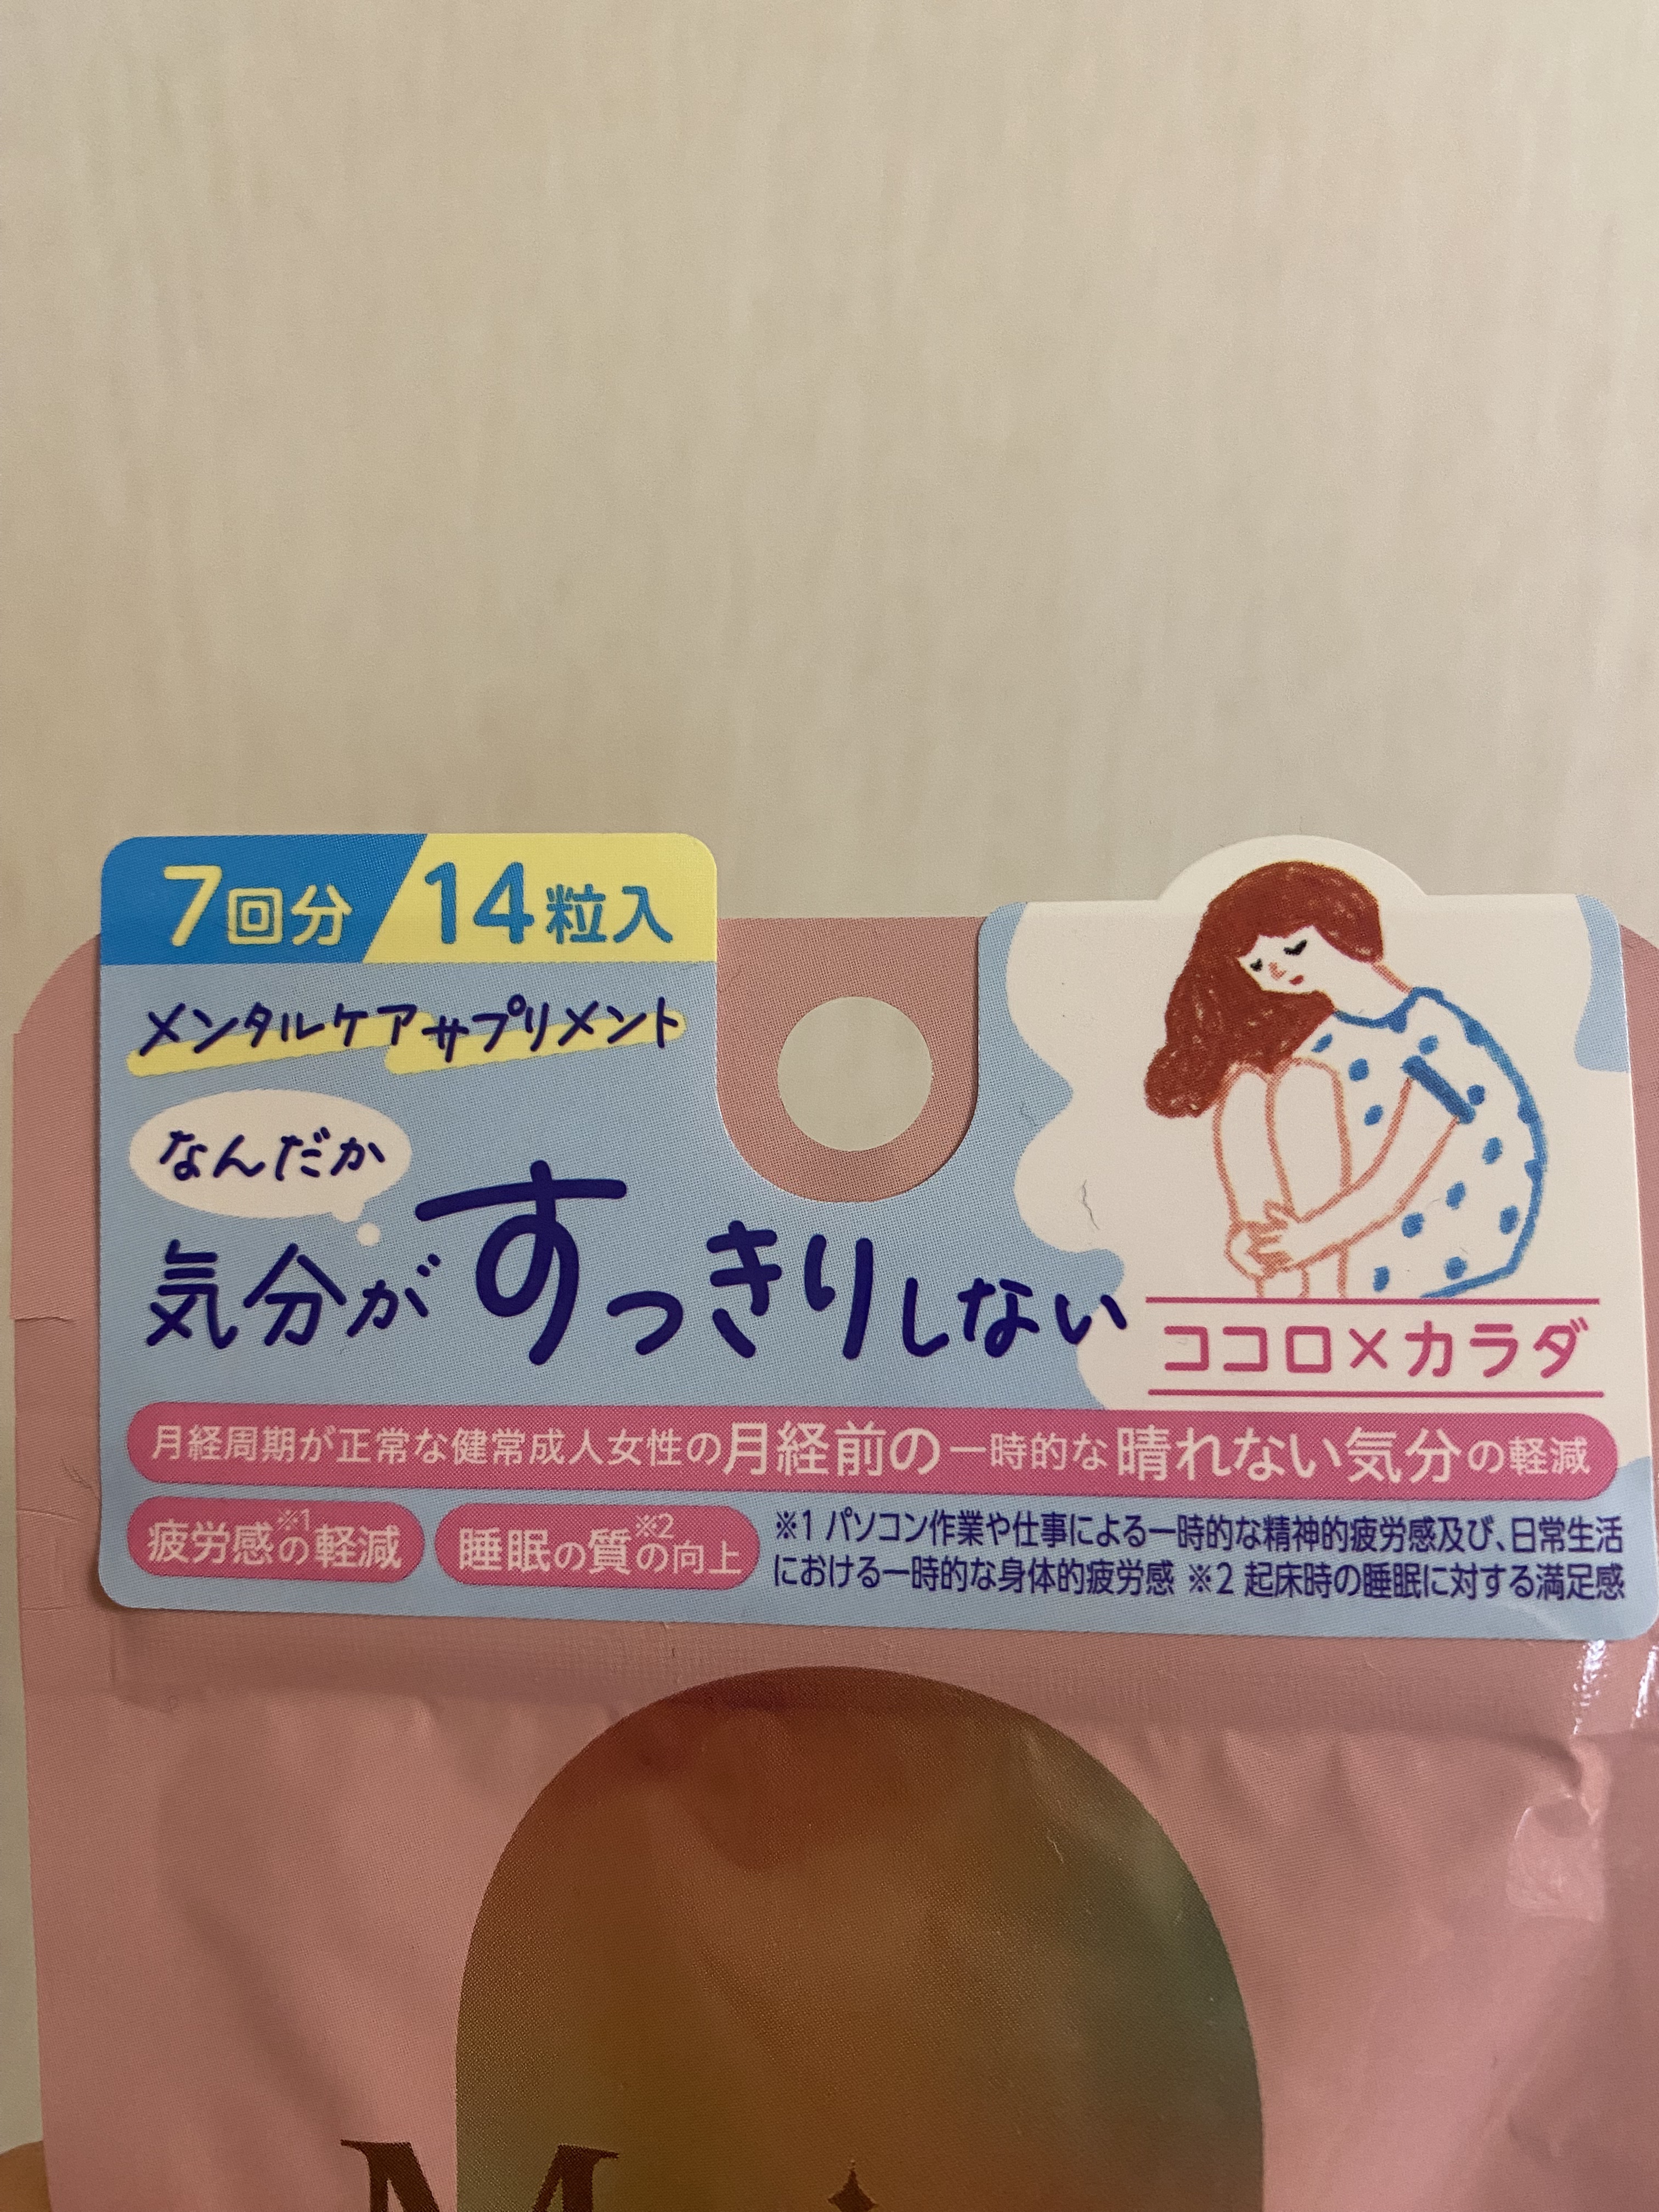 7回分 14粒入
メンタルケアサプリメント
なんだか
気分がすっきりしない
ココロ×カラダ
月経周期が正常な健常成人女性の月経前の一時的な晴れない気分の軽減
疲労感※1の軽減 睡眠の質※2の向上
※1 パソコン作業や仕事による一時的な精神的疲労感及び、日常生活
における一時的な身体的疲労感 ※2 起床時の睡眠に対する満足感
M